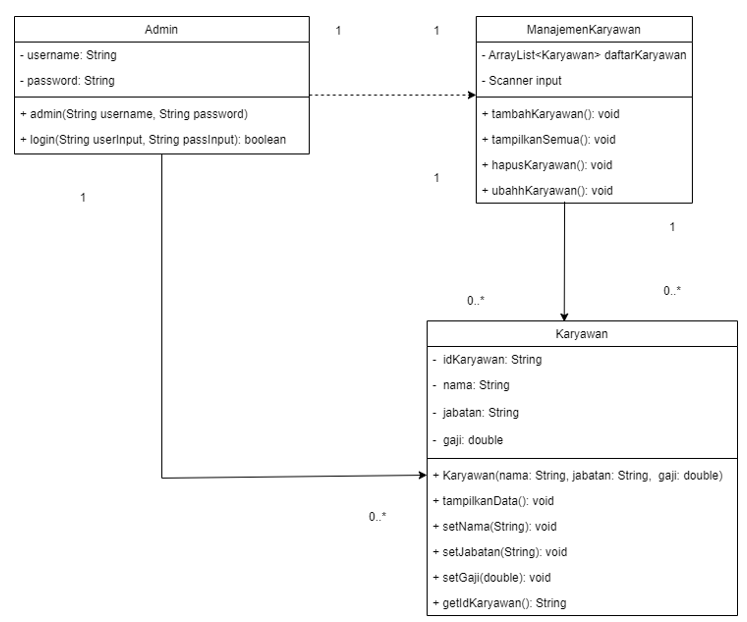 Admin
- username: String
- password: String
+ admin(String username, String password)
+ login(String userInput, String passInput): boolean
1
1
ManajemenKaryawan
- ArrayList<Karyawan> daftarKaryawan
- Scanner input
+ tambahKaryawan(): void
+ tampilkanSemua(): void
+ hapusKaryawan(): void
+ ubahhKaryawan(): void
1
1
1
0..*
0..*
Karyawan
- idKaryawan: String
- nama: String
- jabatan: String
- gaji: double
+ Karyawan(nama: String, jabatan: String, gaji: double)
+ tampilkanData(): void
+ setNama(String): void
+ setJabatan(String): void
+ setGaji(double): void
+ getIdKaryawan(): String
0..*